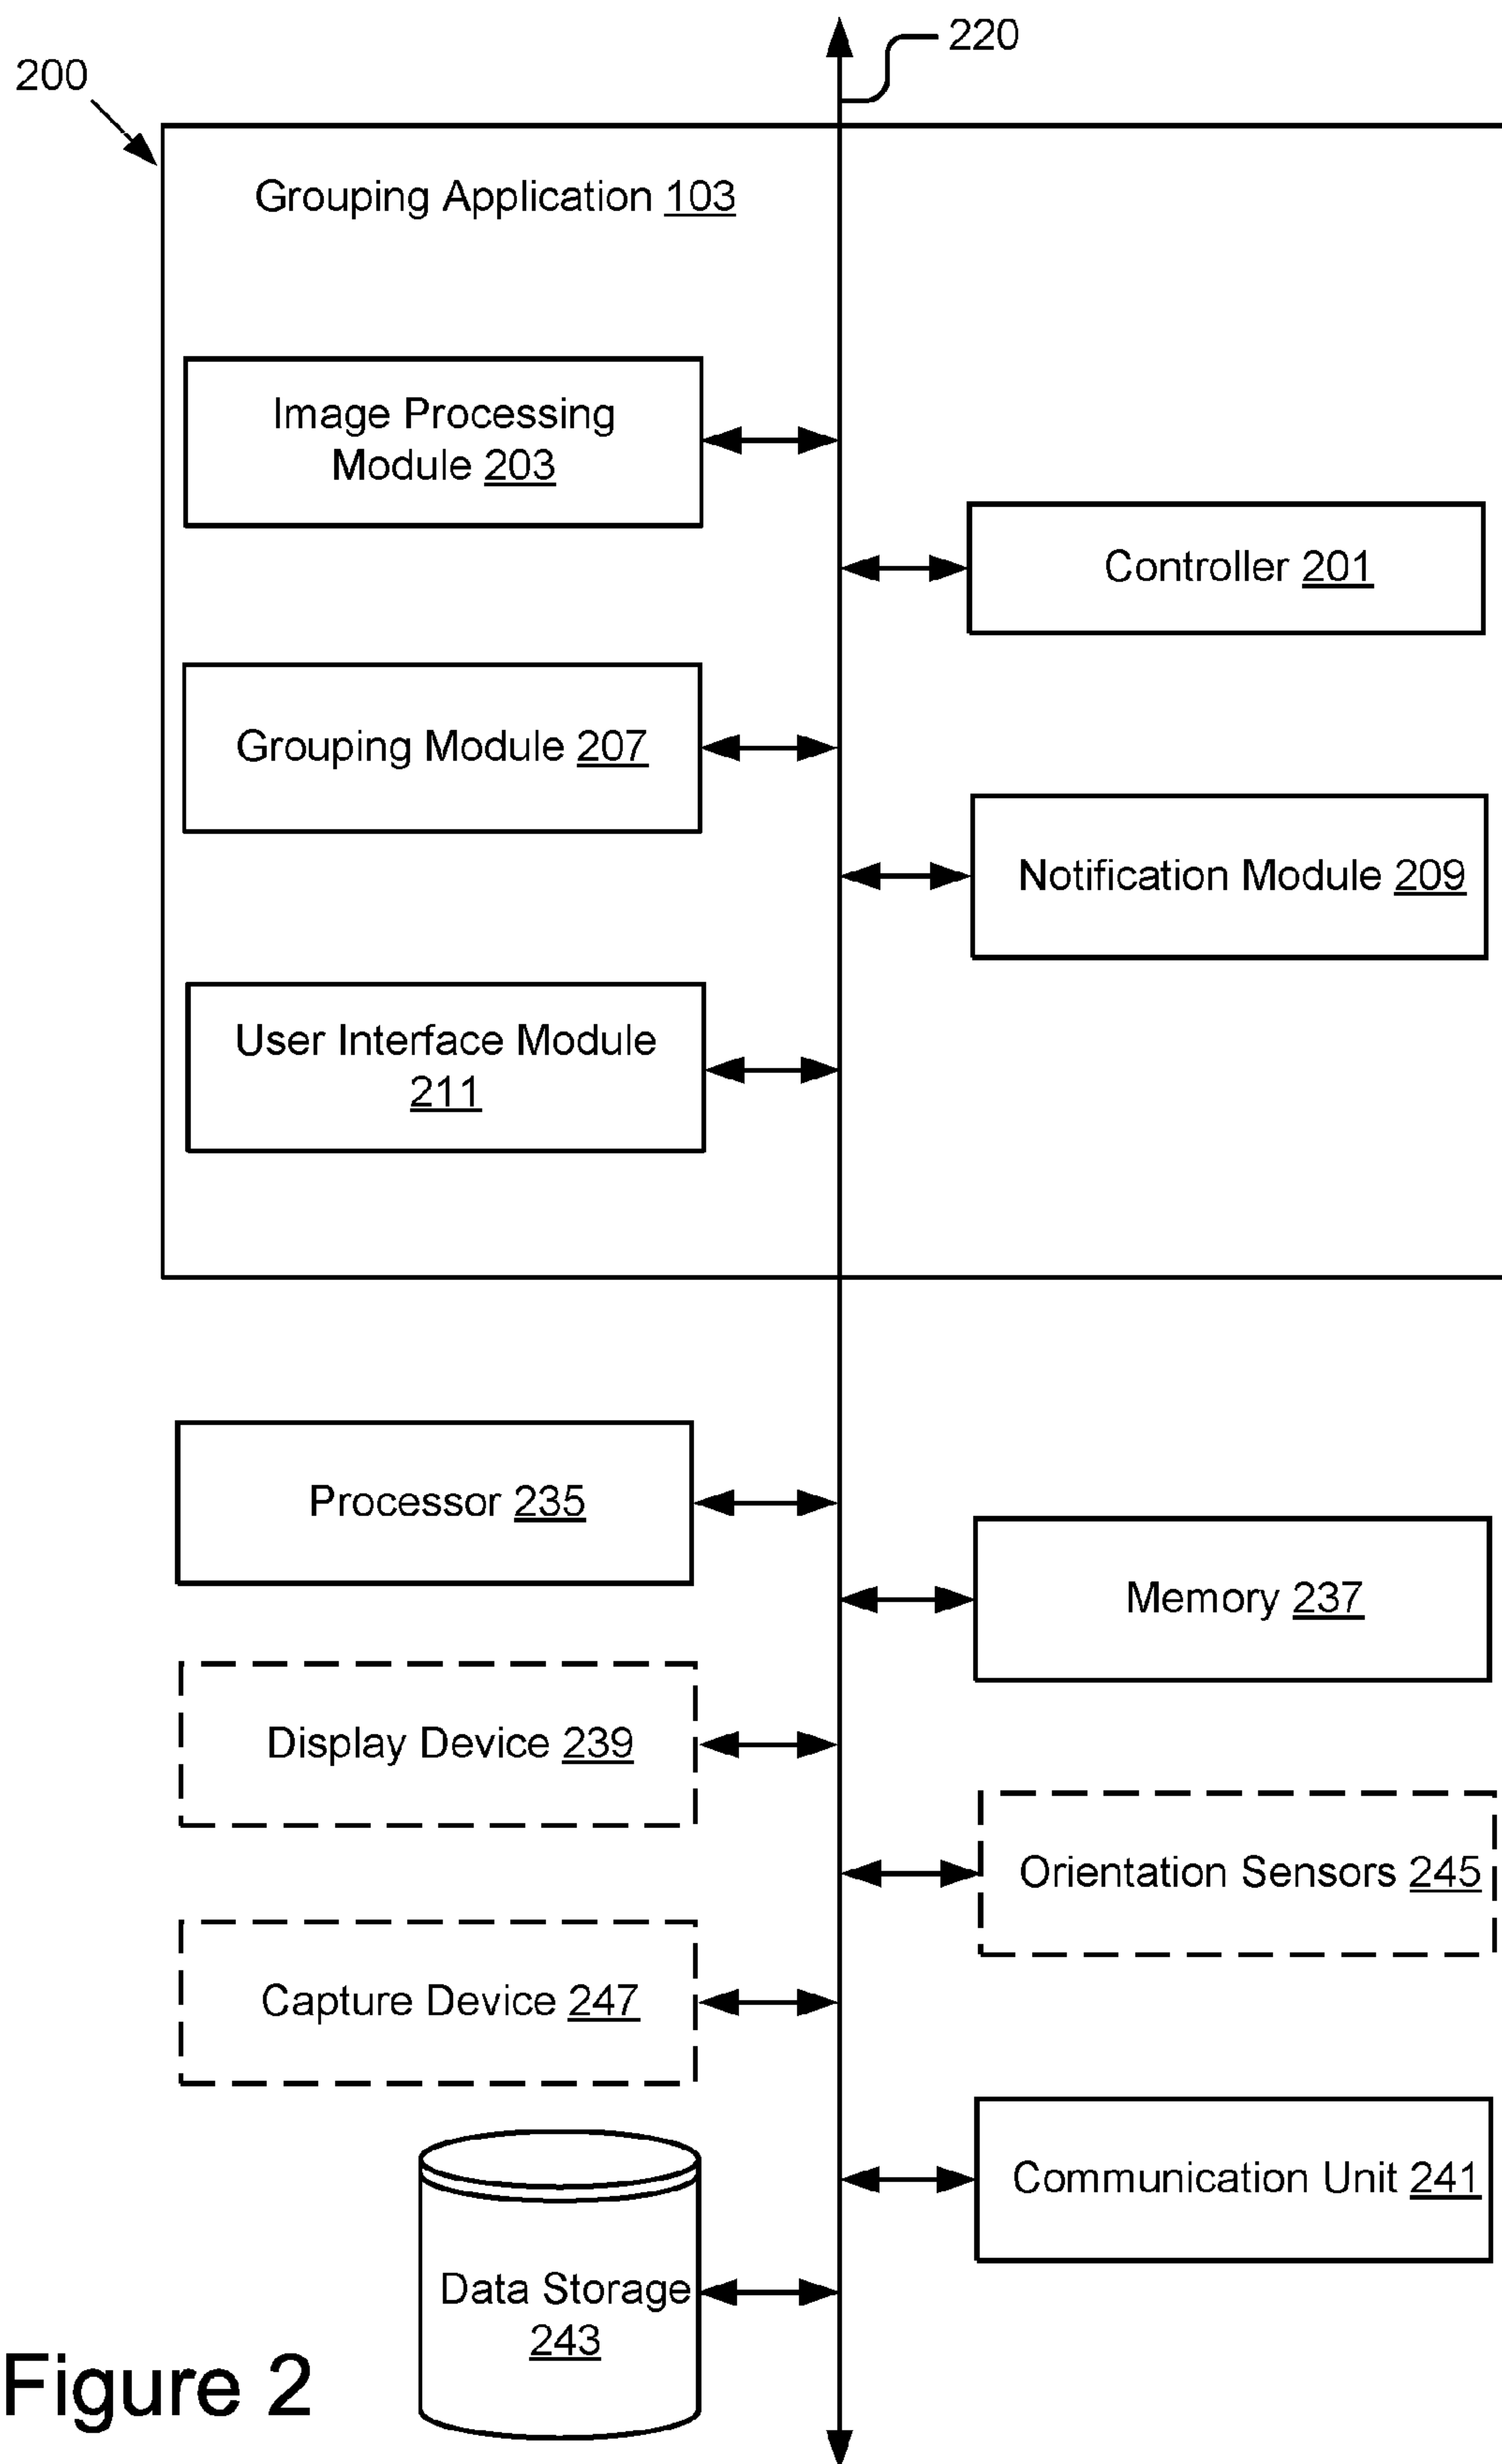 220
200
Grouping Application 103
Image Processing
Module 203
Controller 201
Grouping Module 207
Notification Module 209
User Interface Module
211
Processor 235
Memory 237
Display Device 239
Orientation Sensors 245
Capture Device 247
Communication Unit 241
Data Storage
243
Figure 2